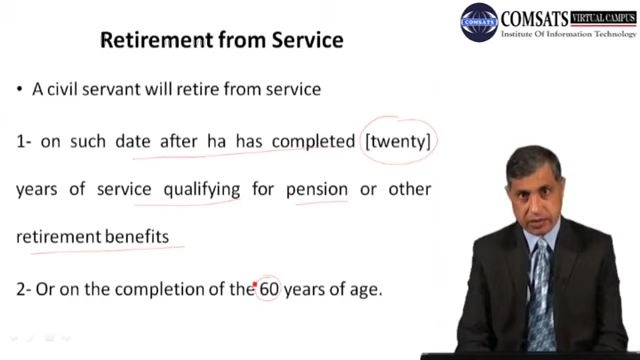 COMSATS VIRTUAL CAMPUS
Institute Of Information Technology
COMSATS
Retirement from Service
• A civil servant will retire from service
1- on such date after ha has completed [twenty]
years of service qualifying for pension or other
retirement benefits
2- Or on the completion of the 60 years of age.